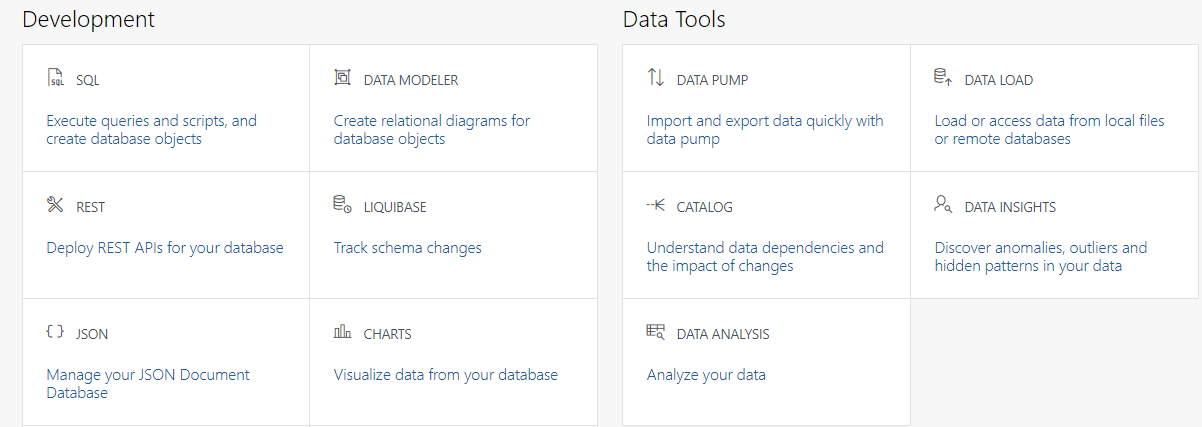 Development
SQL
Execute queries and scripts, and
create database objects
DATA MODELER
Create relational diagrams for
database objects
REST
Deploy REST APIs for your database
LIQUIBASE
Track schema changes
JSON
Manage your JSON Document
Database
CHARTS
Visualize data from your database
Data Tools
DATA PUMP
Import and export data quickly with
data pump
DATA LOAD
Load or access data from local files
or remote databases
CATALOG
Understand data dependencies and
the impact of changes
DATA INSIGHTS
Discover anomalies, outliers and
hidden patterns in your data
DATA ANALYSIS
Analyze your data